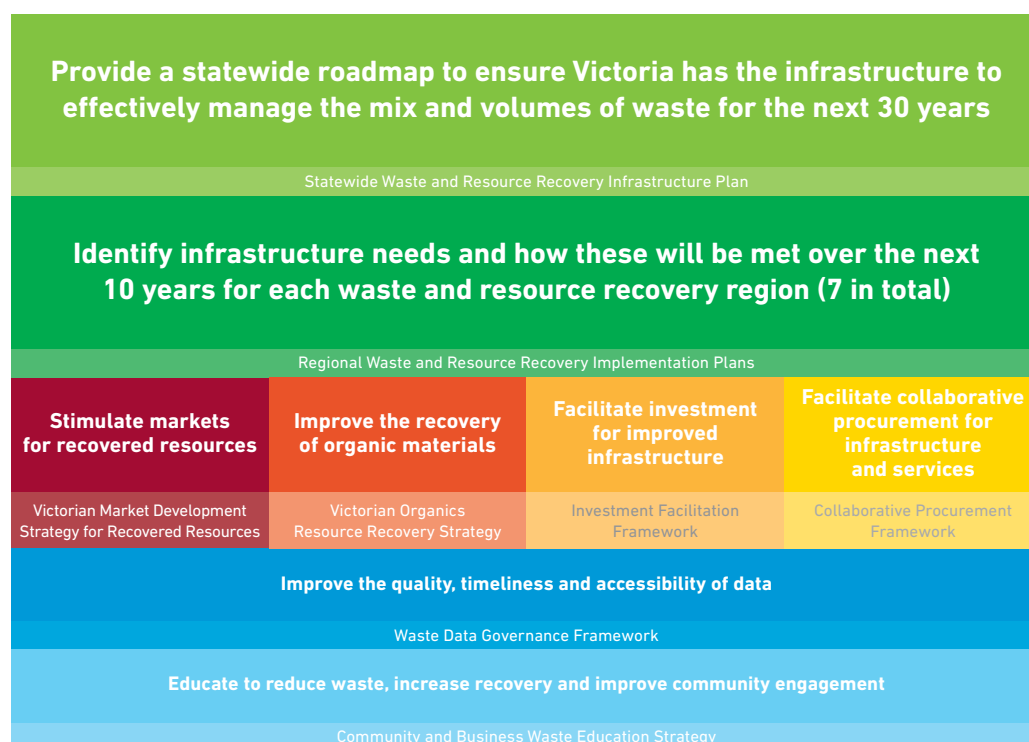 Provide a statewide roadmap to ensure Victoria has the infrastructure to
effectively manage the mix and volumes of waste for the next 30 years
Statewide Waste and Resource Recovery Infrastructure Plan
Identify infrastructure needs and how these will be met over the next
10 years for each waste and resource recovery region (7 in total)
Regional Waste and Resource Recovery Implementation Plans
Stimulate markets
for recovered resources
Victorian Market Development
Strategy for Recovered Resources
Improve the recovery
of organic materials
Victorian Organics
Resource Recovery Strategy
Facilitate investment
for improved
infrastructure
Investment Facilitation
Framework
Facilitate collaborative
procurement for
infrastructure
and services
Collaborative Procurement
Framework
Improve the quality, timeliness and accessibility of data
Waste Data Governance Framework
Educate to reduce waste, increase recovery and improve community engagement
Community and Business Waste Education Strategy